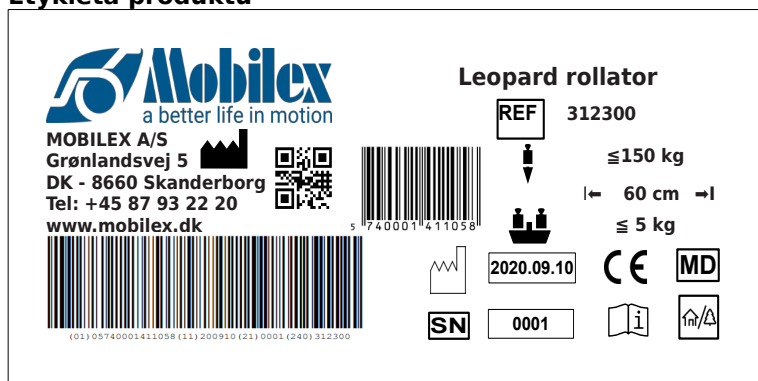 Etykieta produktu
Mobilex
a better life in motion
MOBILEX A/S
Grønlandsvej 5
DK - 8660 Skanderborg
Tel: +45 87 93 22 20
www.mobilex.dk
(01) 05740001411058 (11) 200910 (21) 0001 (240) 312300
5 740001 411058
Leopard rollator
REF 312300
≦150 kg
60 cm
≦ 5 kg
2020.09.10 CE MD
SN 0001 i